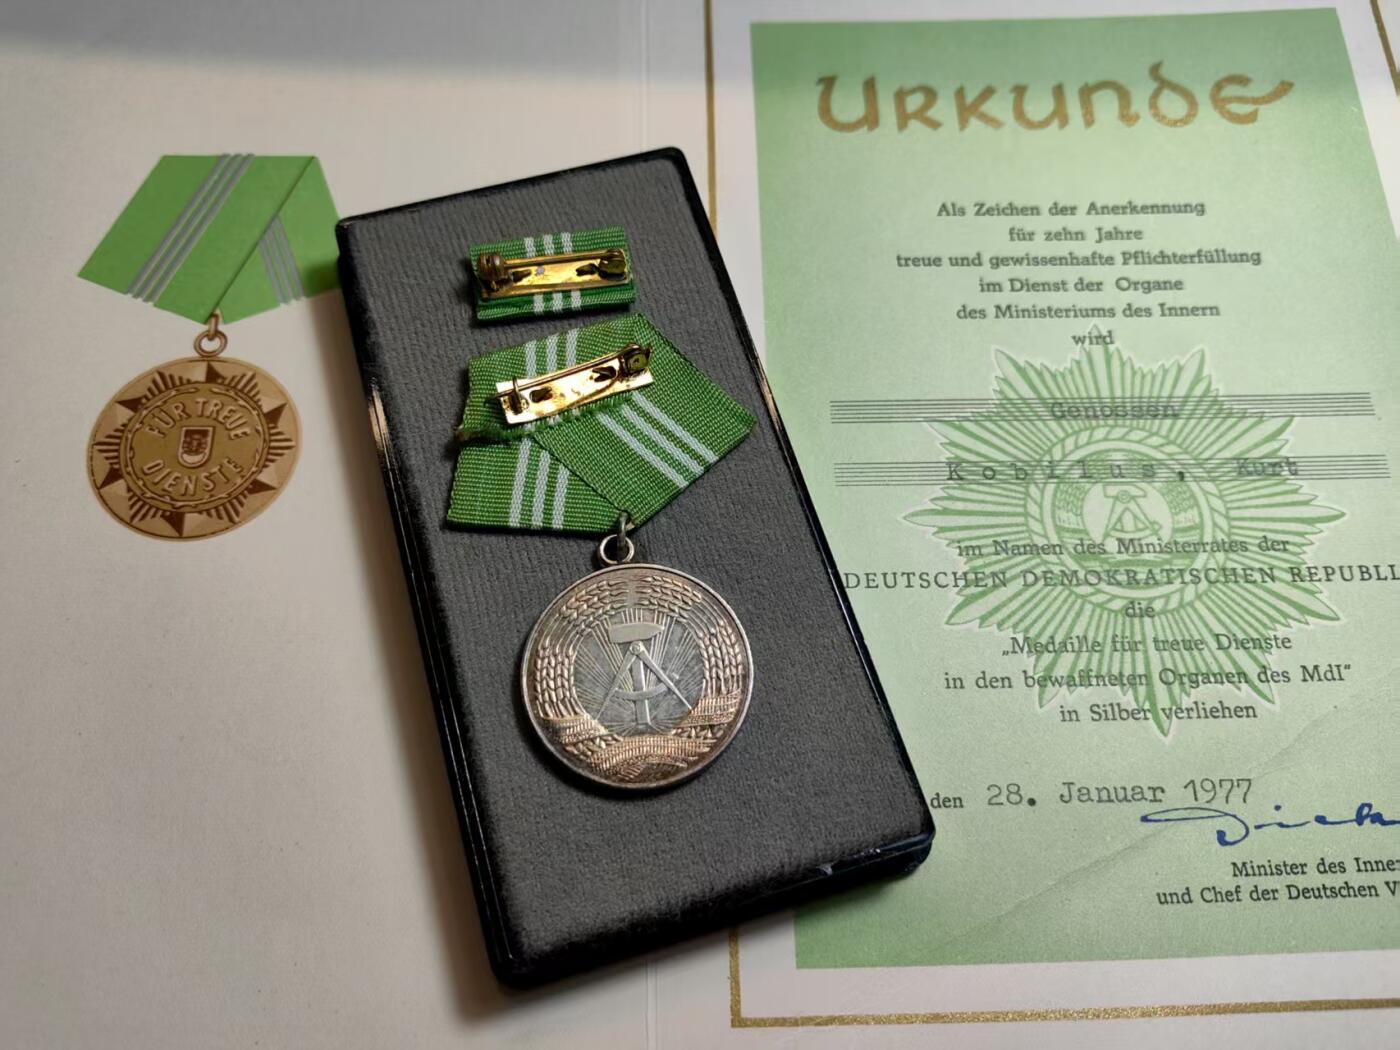 FÜR TREUE
DIENSTE
Urkunde
Als Zeichen der Anerkennung
für zehn Jahre
treue und gewissenhafte Pflichterfüllung
im Dienst der Organe
des Ministeriums des Innern
wird
Genossen
Kobilus, Kurt
im Namen des Ministerrates der
DEUTSCHEN DEMOKRATISCHEN REPUBLI
die
„Medaille für treue Dienste
in den bewaffneten Organen des MdI“
in Silber verliehen
den 28. Januar 1977
Minister des Inne
und Chef der Deutschen V